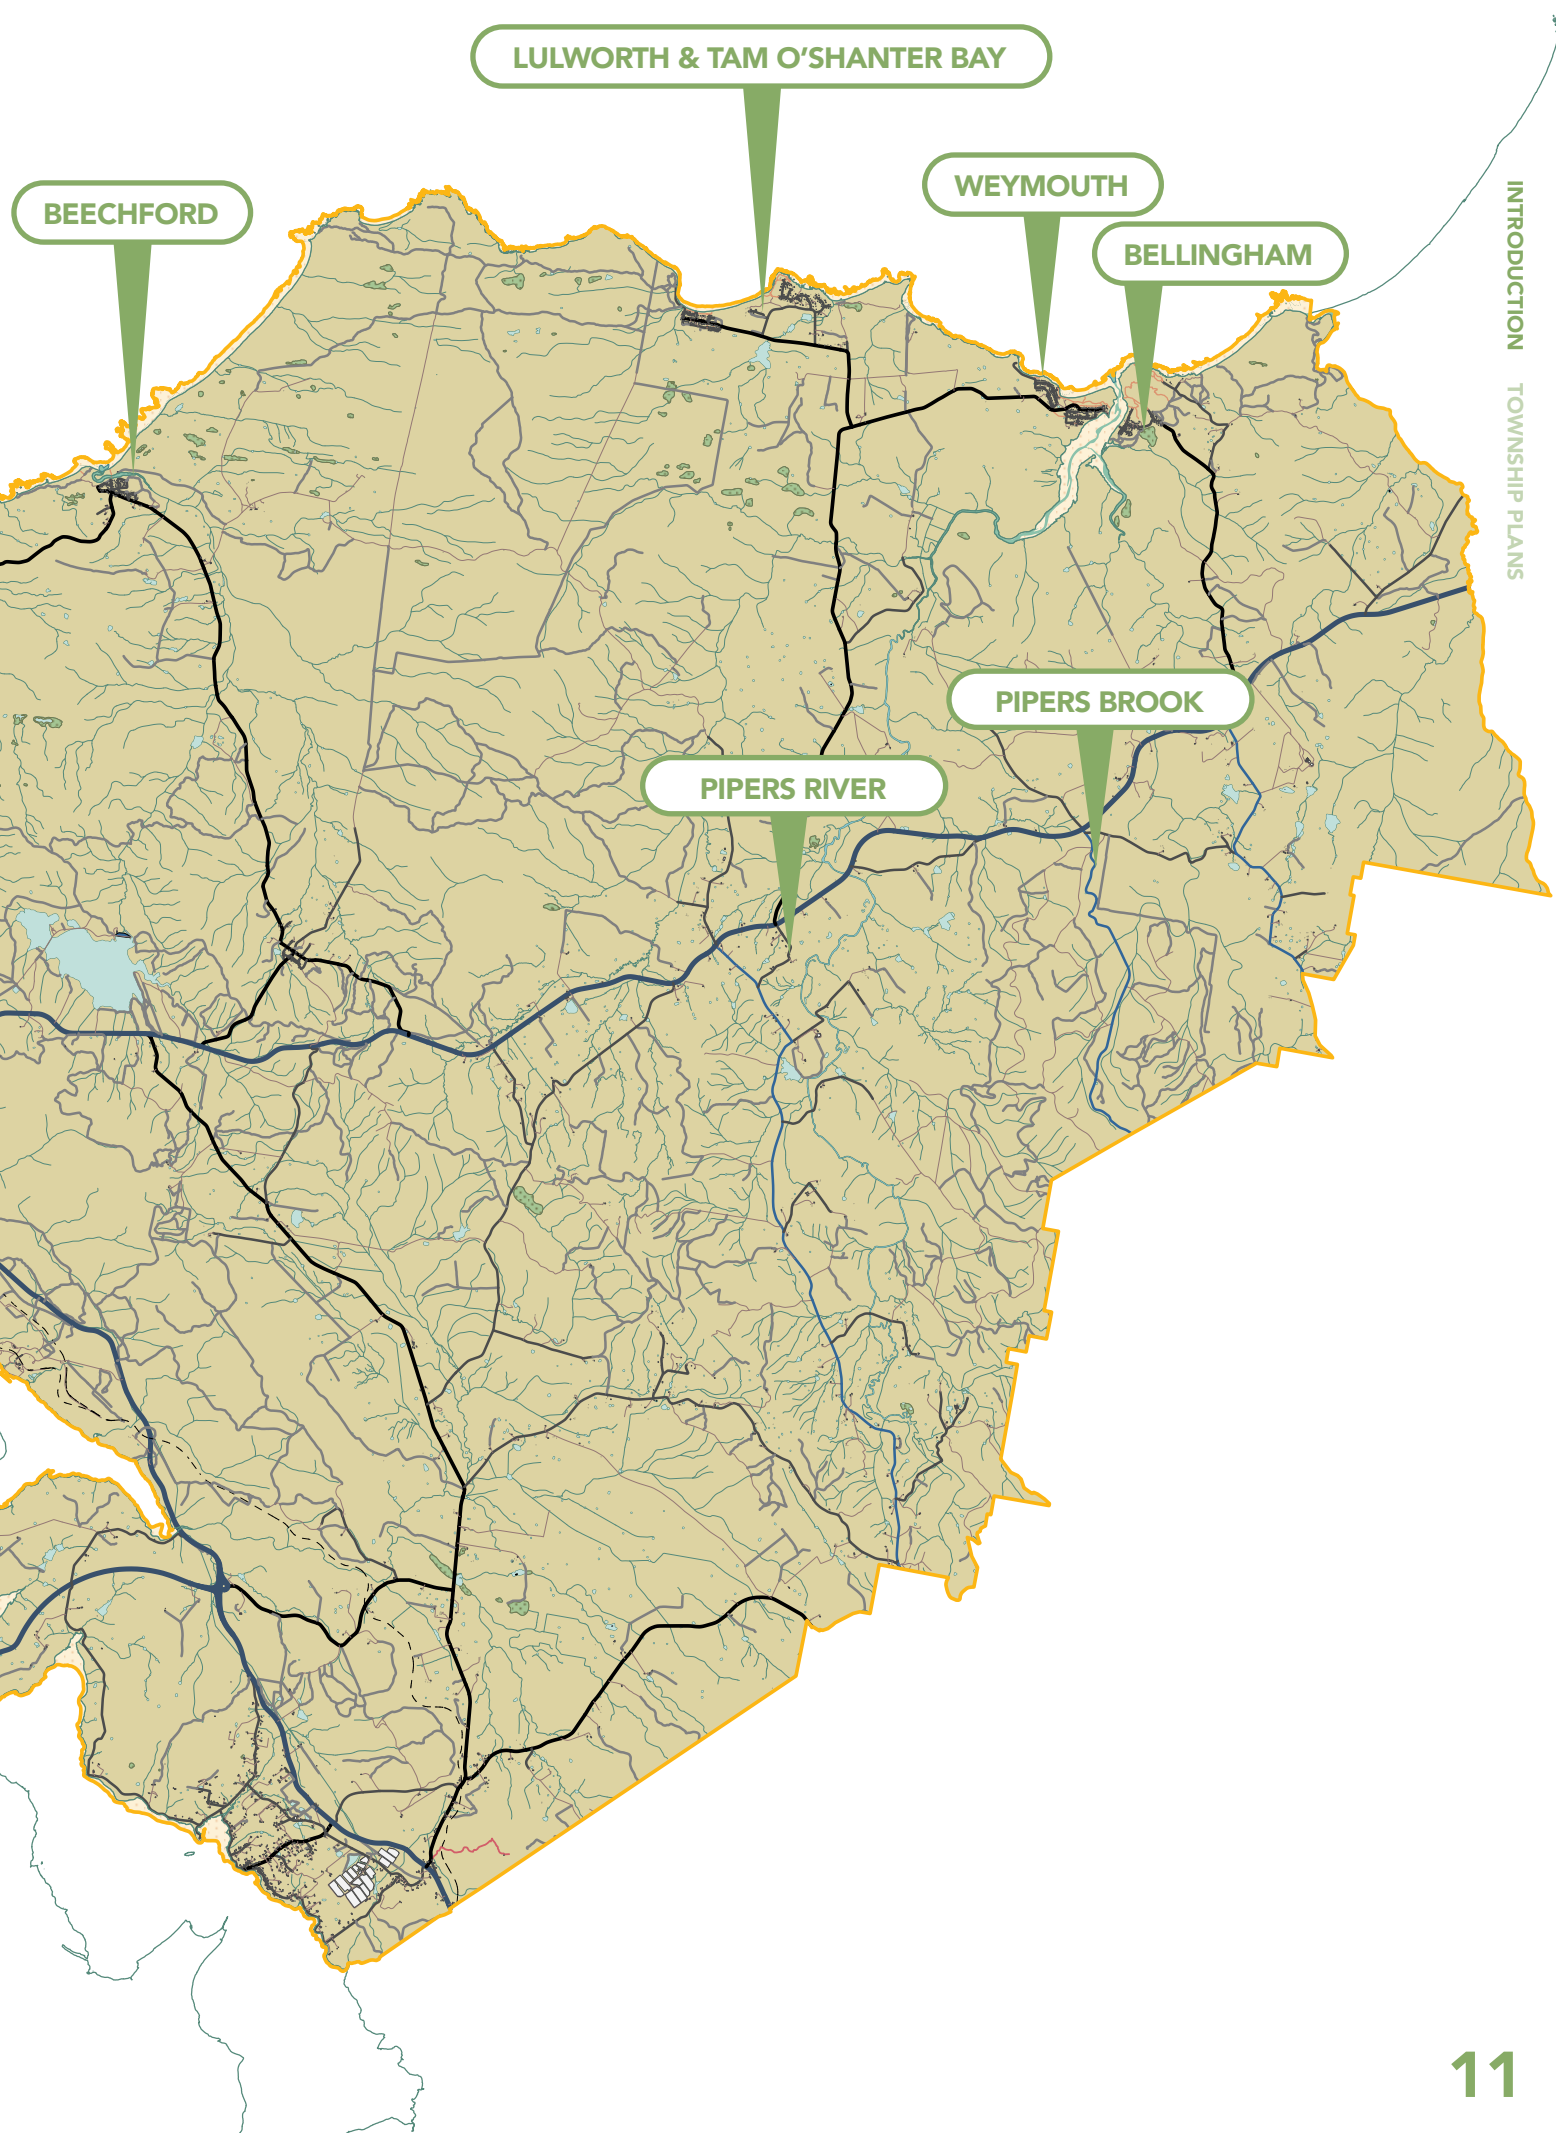 LULWORTH & TAM O'SHANTER BAY
WEYMOUTH
BEECHFORD
BELLINGHAM
INTRODUCTION TOWNSHIP PLANS
PIPERS BROOK
PIPERS RIVER
11